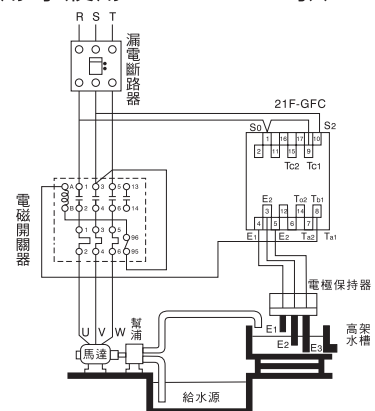 R S T
漏電斷路器
21F-GFC
S0 S2
1 16 17 10
2 11 15 9
Tc2 Tc1
E2 Ta2 Tb1
3 12 14 8
4 5 6 7
E1 E2 Ta2 Ta1
電磁開關器
A 1 3 5 13
B 2 4 6 14
1 3 5 96
2 4 6 95
電極保持器
U V W
幫浦
馬達
E1
E2
E3
高架水槽
給水源